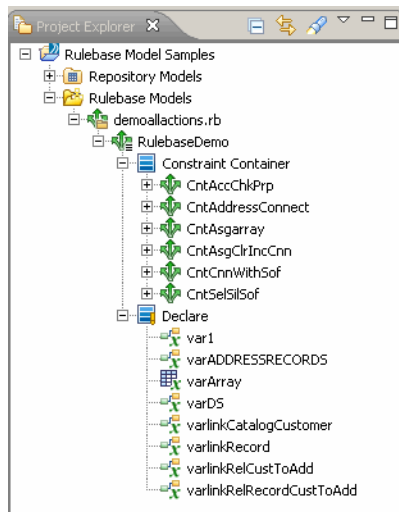 Project Explorer
Rulebase Model Samples
Repository Models
Rulebase Models
demoallactions.rb
RulebaseDemo
Constraint Container
CntAccChkPrp
CntAddressConnect
CntAsgarray
CntAsgClrIncCnn
CntCnnWithSof
CntSelSilSof
Declare
var1
varADDRESSRECORDS
varArray
varDS
varlinkCatalogCustomer
varlinkRecord
varlinkRelCustToAdd
varlinkRelRecordCustToAdd